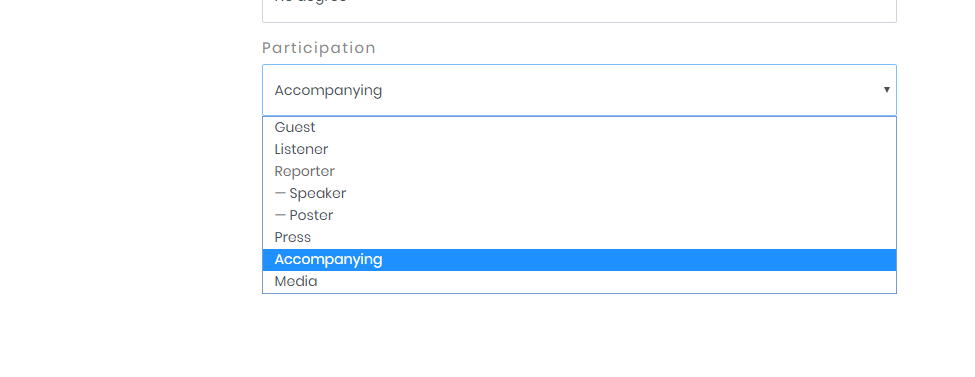 Participation
Accompanying
Guest
Listener
Reporter
— Speaker
— Poster
Press
Accompanying
Media